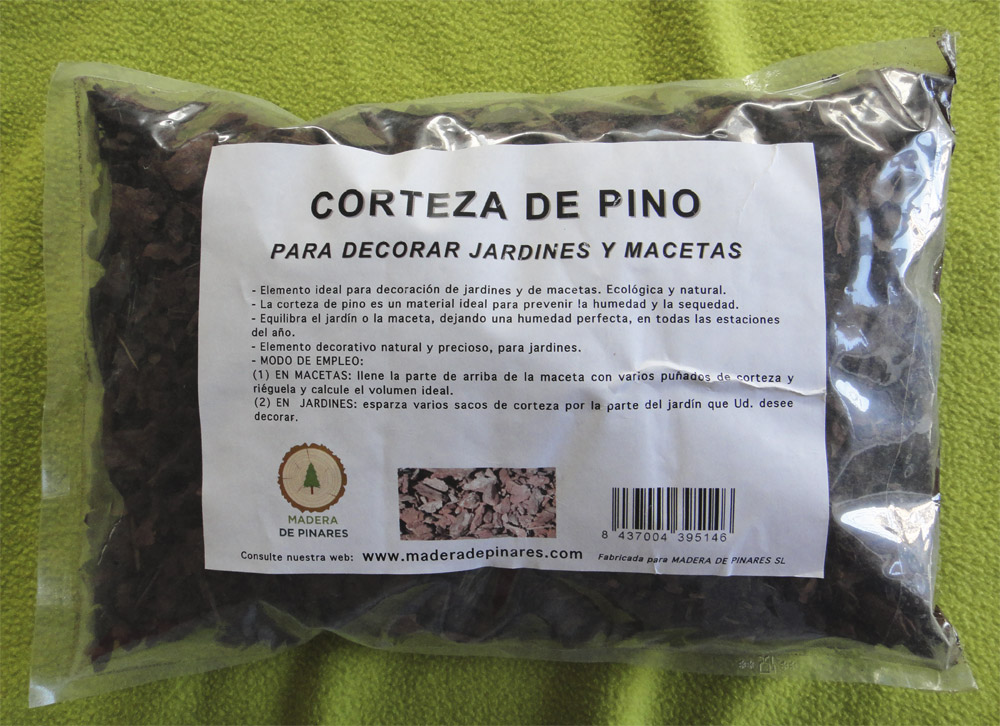 CORTEZA DE PINO
PARA DECORAR JARDINES Y MACETAS
- Elemento ideal para decoración de jardines y de macetas. Ecológica y natural.
- La corteza de pino es un material ideal para prevenir la humedad y la sequedad.
- Equilibra el jardín o la maceta, dejando una humedad perfecta, en todas las estaciones
del año.
- Elemento decorativo natural y precioso, para jardines.
- MODO DE EMPLEO:
(1) EN MACETAS: llene la parte de arriba de la maceta con varios puñados de corteza y
riéguela y calcule el volumen ideal.
(2) EN JARDINES: esparza varios sacos de corteza por la parte del jardín que Ud. desee
decorar.
MADERA
DE PINARES
8 437004 395146
Consulte nuestra web: www.maderadepinares.com
Fabricada para MADERA DE PINARES SL